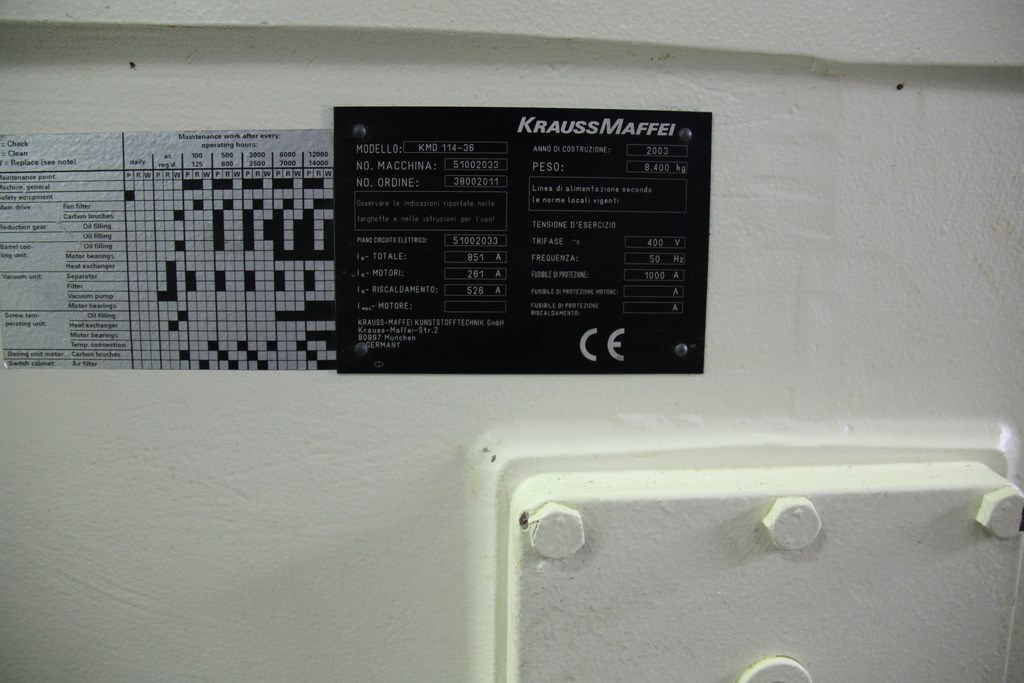 = Check
= Clean
= Replace (see note)
Maintenance work after every:
operating hours:
daily
as req'd
100 125
500 600
3000 3500
6000 7000
12000 14000
Maintenance point
P R W P R W P R W P R W P R W P R W P R W
Machine, general
Safety equipment
Main drive: Fan filter
Carbon brushes
Reduction gear Oil filling
Oil filling
Barrel coo- Oil filling
ling unit: Motor bearings
Heat exchanger
Vacuum unit: Separator
Filter
Vacuum pump
Motor bearings
Screw tem- Oil filling
perating unit: Heat exchanger
Motor bearings
Temp. connection
Dosing unit motor Carbon brushes
Switch cabinet: Air filter
KRAUSSMAFFEI
MODELLO: KMD 114-36
NO. MACCHINA: 51002033
NO. ORDINE: 38002011
Osservare le indicazioni riportate nelle
targhette e nelle istruzioni per l'uso!
PIANO CIRCUITO ELETTRICO: 51002033
- TOTALE: 851 A
- MOTORI: 261 A
- RISCALDAMENTO: 526 A
- MOTORE:
KRAUSS-MAFFEI KUNSTSTOFFTECHNIK GmbH
Krauss-Maffei-Str.2
80997 München
GERMANY
ANNO DI COSTRUZIONE: 2003
PESO: 8.400 kg
Linea di alimentazione secondo
le norme locali vigenti
TENSIONE D'ESERCIZIO
TRIFASE 400 V
FREQUENZA: 50 Hz
FUSIBILE DI PROTEZIONE: 1000 A
FUSIBILE DI PROTEZIONE MOTORE: A
FUSIBILE DI PROTEZIONE
RISCALDAMENTO: A
CE